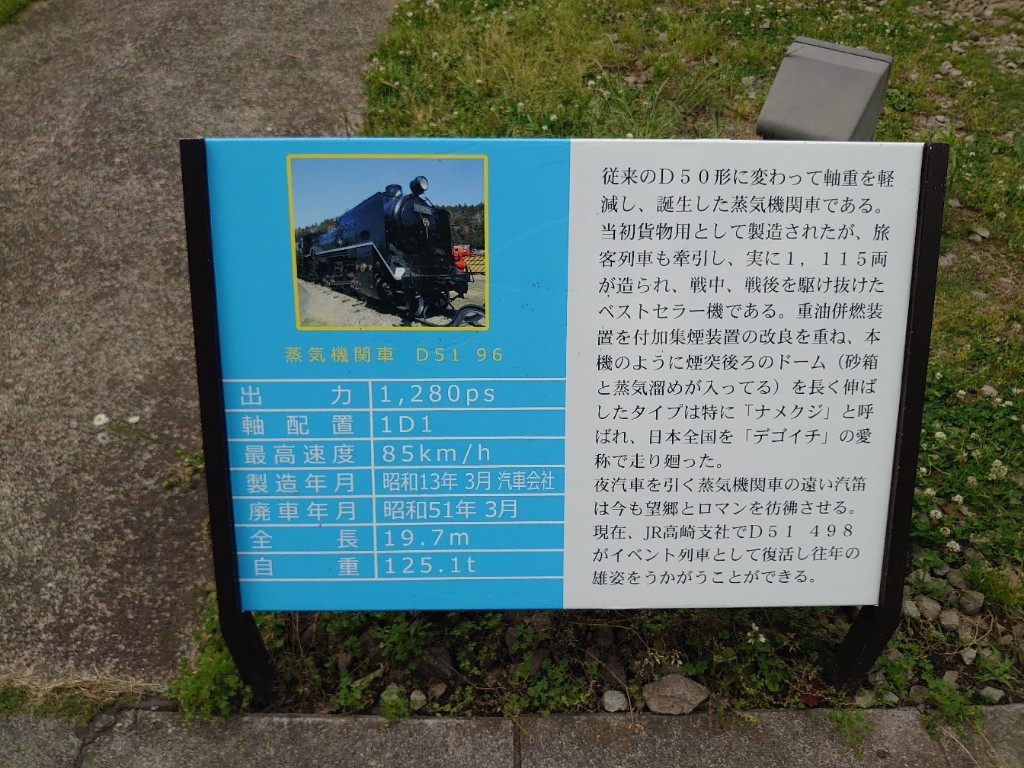 蒸気機関車 D51 96
出力 1,280ps
軸配置 1D1
最高速度 85km/h
製造年月 昭和13年 3月 汽車会社
廃車年月 昭和51年 3月
全長 19.7m
自重 125.1t
従来のD50形に変わって軸重を軽
減し、誕生した蒸気機関車である。
当初貨物用として製造されたが、旅
客列車も牽引し、実に1,115両
が造られ、戦中、戦後を駆け抜けた
ベストセラー機である。重油併燃装
置を付加集煙装置の改良を重ね、本
機のように煙突後ろのドーム（砂箱
と蒸気溜めが入ってる）を長く伸ば
したタイプは特に「ナメクジ」と呼
ばれ、日本全国を「デゴイチ」の愛
称で走り廻った。
夜汽車を引く蒸気機関車の遠い汽笛
は今も望郷とロマンを彷彿させる。
現在、JR高崎支社でD51 498
がイベント列車として復活し往年の
雄姿をうかがうことができる。